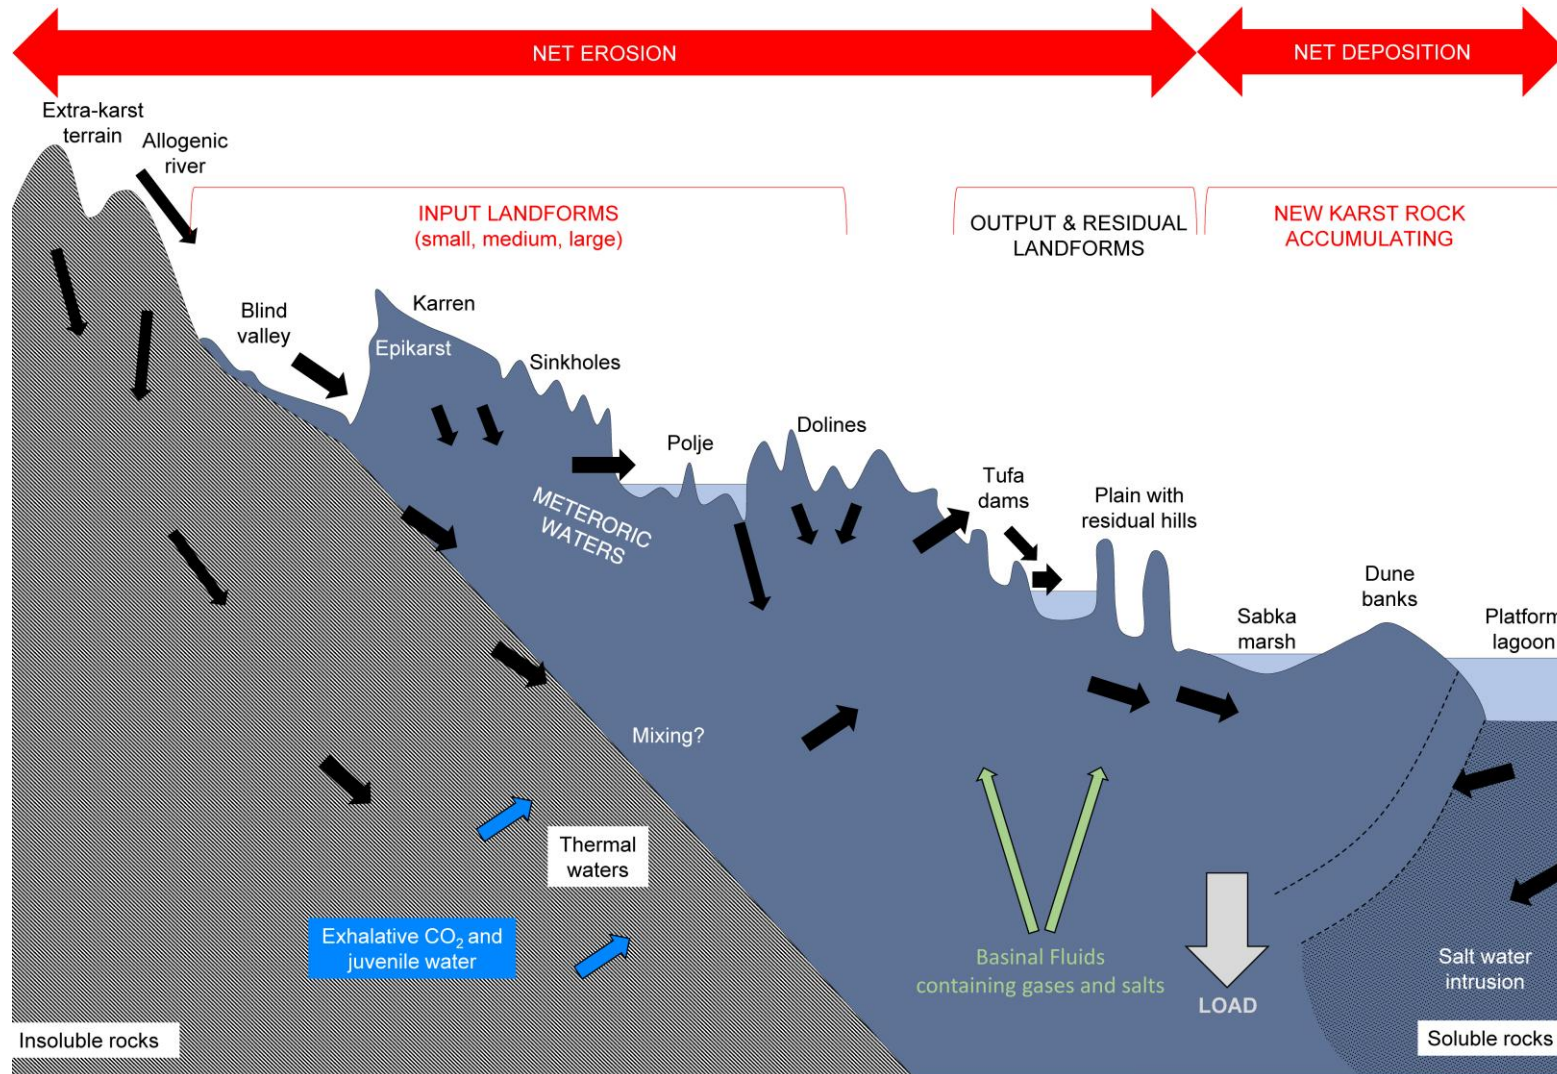 NET EROSION
NET DEPOSITION
Extra-karst
terrain
Allogenic
river
INPUT LANDFORMS
(small, medium, large)
OUTPUT & RESIDUAL
LANDFORMS
NEW KARST ROCK
ACCUMULATING
Blind
valley
Karren
Epikarst
Sinkholes
Polje
Dolines
Tufa
dams
Plain with
residual hills
METERORIC
WATERS
Dune
banks
Sabka
marsh
Platform
lagoon
Mixing?
Thermal
waters
Exhalative CO₂ and
juvenile water
Basinal Fluids
containing gases and salts
LOAD
Salt water
intrusion
Insoluble rocks
Soluble rocks